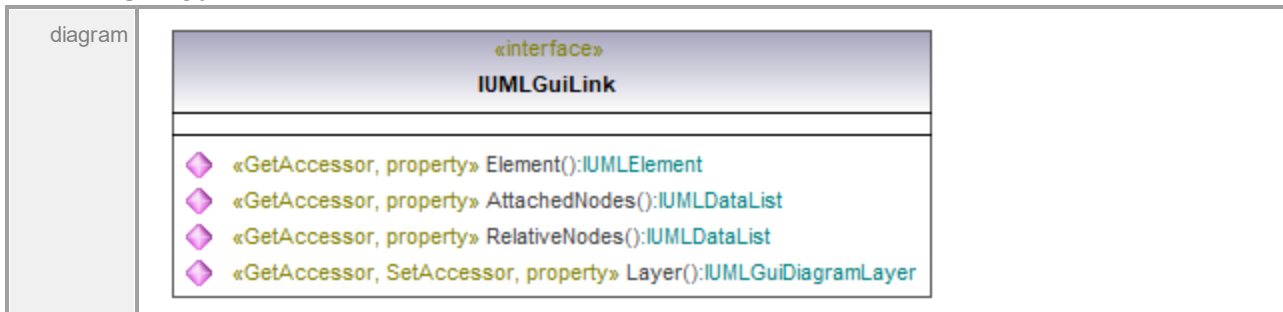 diagram
«interface»
IUMLGuiLink
«GetAccessor, property» Element():IUMLElement
«GetAccessor, property» AttachedNodes():IUMLDataList
«GetAccessor, property» RelativeNodes():IUMLDataList
«GetAccessor, SetAccessor, property» Layer():IUMLGuiDiagramLayer